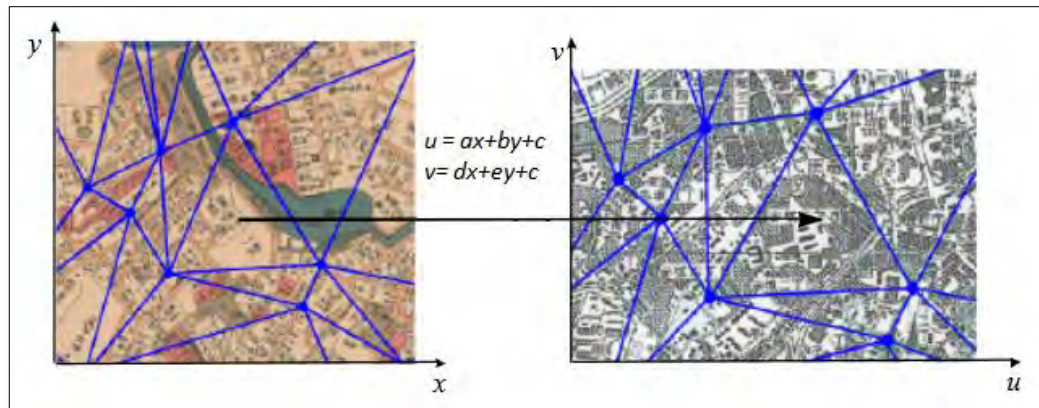 y
v
u = ax+by+c
v= dx+ey+c
x
u